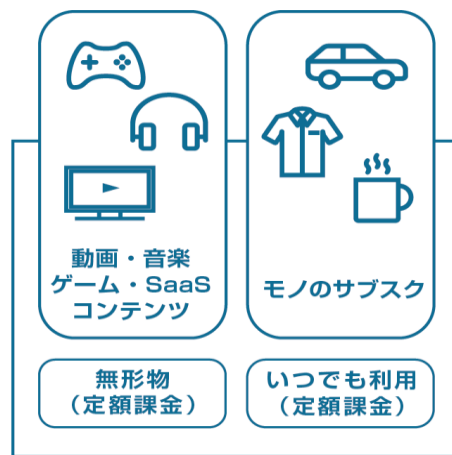 動画・音楽
ゲーム・SaaS
コンテンツ
モノのサブスク
無形物
（定額課金）
いつでも利用
（定額課金）